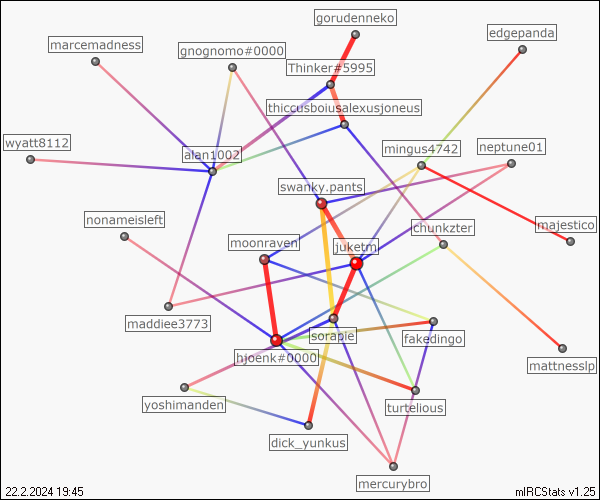 gorudenneko
edgepanda
marcemadness
gnognomo#0000
Thinker#5995
thiccusboiusalexusjoneus
wyatt8112
alan1002
mingus4742
neptune01
swanky.pants
nonameisleft
moonraven
juketm
chunkzter
majestico
maddiee3773
sorapie
fakedingo
hjoenk#0000
mattnesslp
yoshimanden
turtelious
dick_yunkus
mercurybro
22.2.2024 19:45
mIRCStats v1.25